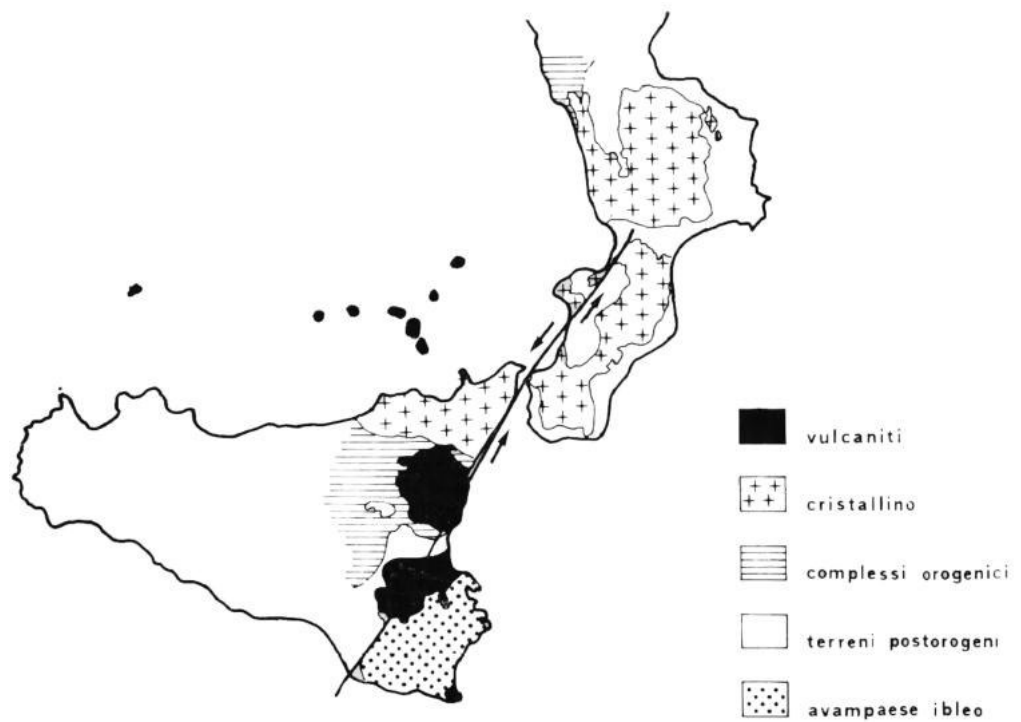 vulcaniti
cristallino
complessi orogenici
terreni postorogeni
avampaese ibleo